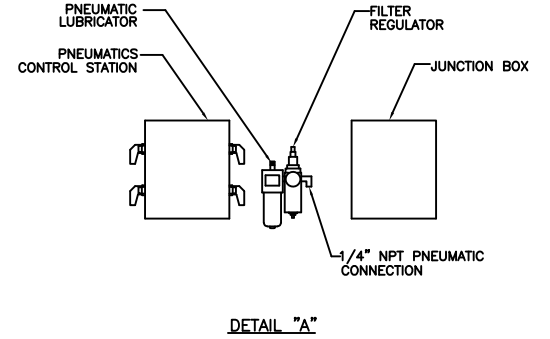 PNEUMATIC
LUBRICATOR
FILTER
REGULATOR
PNEUMATICS
CONTROL STATION
JUNCTION BOX
1/4" NPT PNEUMATIC
CONNECTION
DETAIL "A"